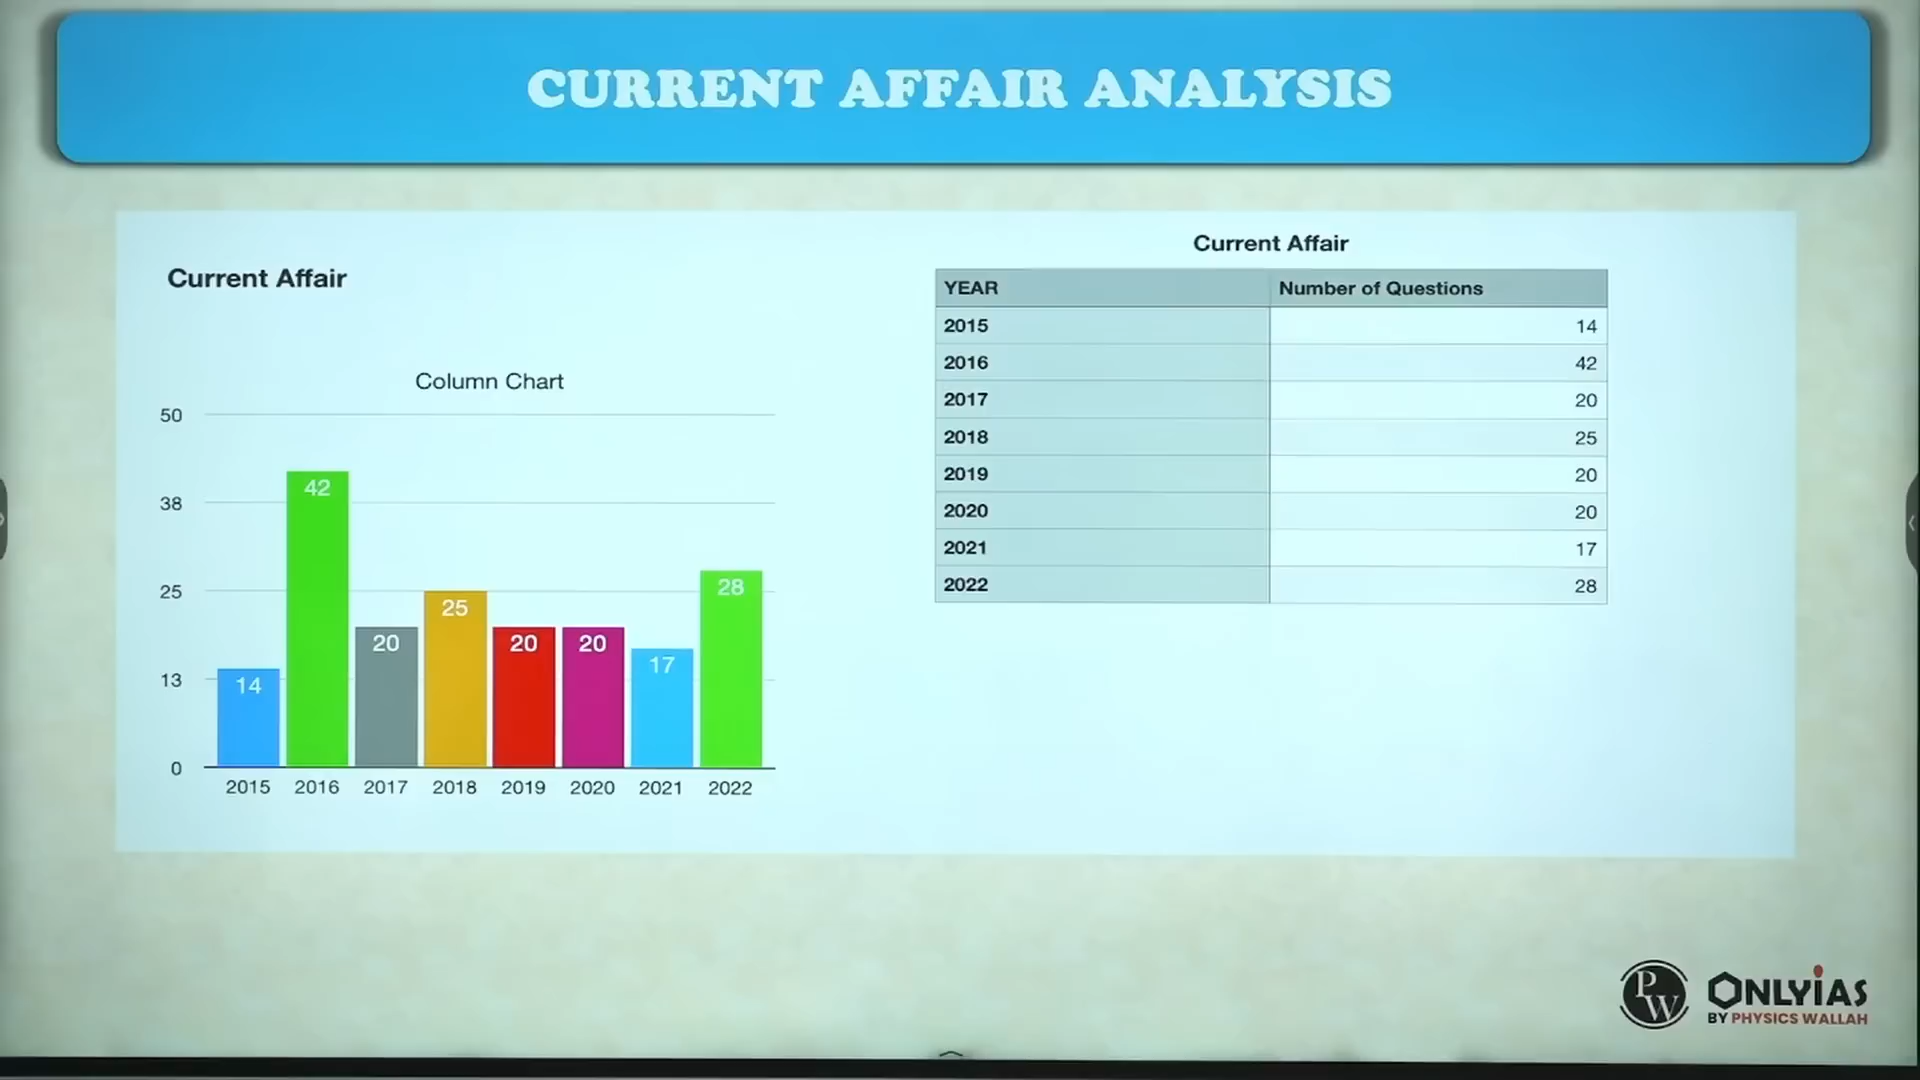 CURRENT AFFAIR ANALYSIS
Current Affair
Column Chart
50
38
25
13
0
14
42
20
25
20
20
17
28
2015 2016 2017 2018 2019 2020 2021 2022
Current Affair
YEAR Number of Questions
2015 14
2016 42
2017 20
2018 25
2019 20
2020 20
2021 17
2022 28
PW
ONLYiAS
BY PHYSICS WALLAH